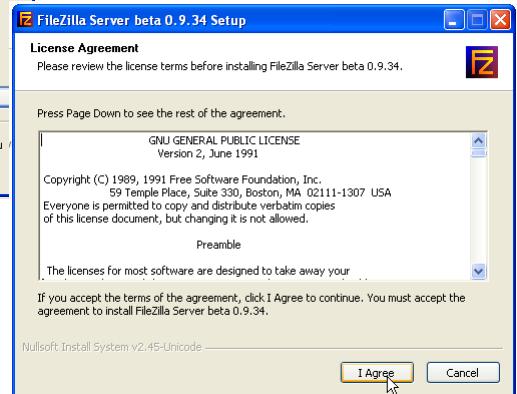 FileZilla Server beta 0.9.34 Setup
License Agreement
Please review the license terms before installing FileZilla Server beta 0.9.34.
FZ
Press Page Down to see the rest of the agreement.
GNU GENERAL PUBLIC LICENSE
Version 2, June 1991
Copyright (C) 1989, 1991 Free Software Foundation, Inc.
59 Temple Place, Suite 330, Boston, MA  02111-1307  USA
Everyone is permitted to copy and distribute verbatim copies
of this license document, but changing it is not allowed.
Preamble
The licenses for most software are designed to take away your
If you accept the terms of the agreement, click I Agree to continue. You must accept the
agreement to install FileZilla Server beta 0.9.34.
Nullsoft Install System v2.45-Unicode
I Agree
Cancel